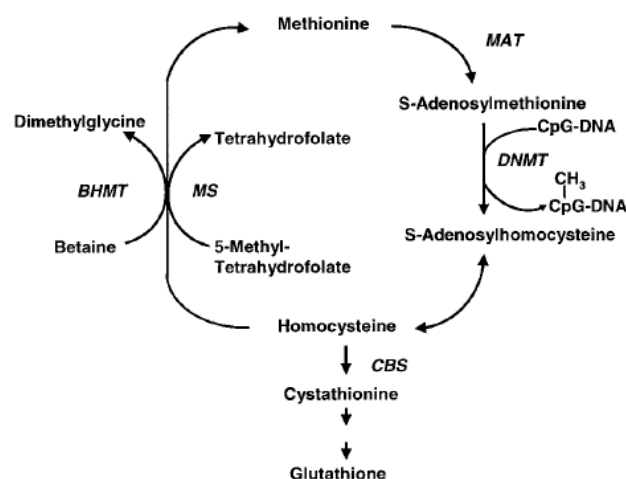 Methionine
MAT
S-Adenosylmethionine
Dimethylglycine
Tetrahydrofolate
CpG-DNA
DNMT
CH3
BHMT
MS
CpG-DNA
Betaine
5-Methyl-
Tetrahydrofolate
S-Adenosylhomocysteine
Homocysteine
CBS
Cystathionine
Glutathione